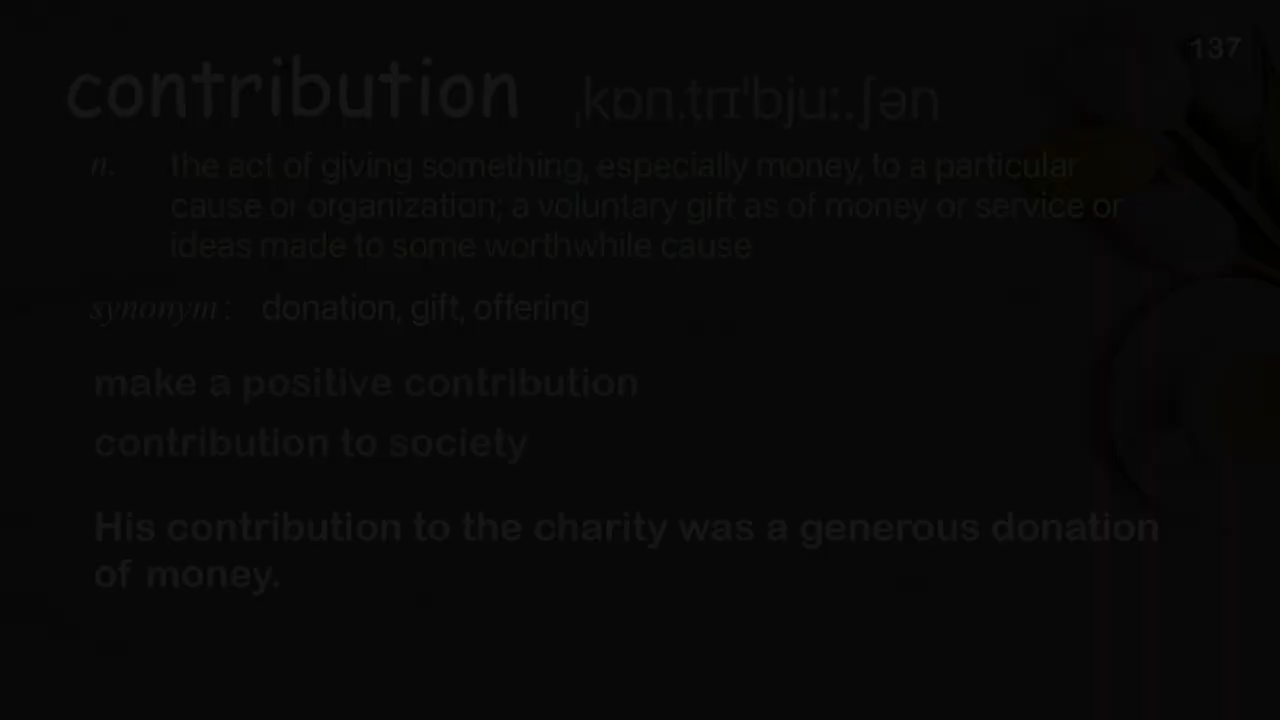 137
contribution ˌkɒn.trɪˈbjuː.ʃən
n. the act of giving something, especially money, to a particular
cause or organization; a voluntary gift as of money or service or
ideas made to some worthwhile cause
synonym : donation, gift, offering
make a positive contribution
contribution to society
His contribution to the charity was a generous donation
of money.